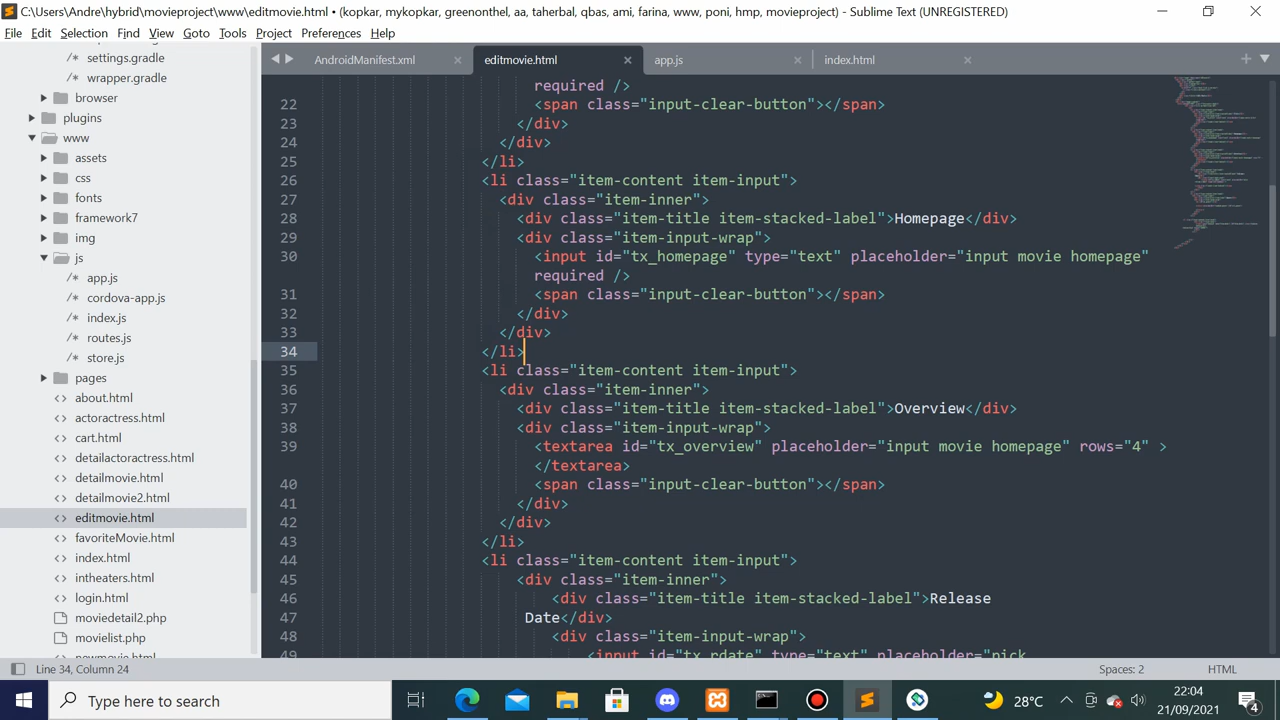 C:\Users\Andre\hybrid\movieproject\www\editmovie.html • (kopkar, mykopkar, greenonthel, aa, taherbal, qbas, ami, farina, www, poni, hmp, movieproject) - Sublime Text (UNREGISTERED)
File Edit Selection Find View Goto Tools Project Preferences Help
settings.gradle
wrapper.gradle
browser
plugins
www
assets
css
fonts
framework7
img
js
app.js
cordova-app.js
index.js
routes.js
store.js
pages
about.html
actoractress.html
cart.html
detailactoractress.html
detailmovie.html
detailmovie2.html
editmovie.html
favoriteMovie.html
index.html
intheaters.html
login.html
moviedetail2.php
movielist.php
newmovie.html
AndroidManifest.xml editmovie.html app.js index.html
required />
22 <span class="input-clear-button"></span>
23 </div>
24 </div>
25 </li>
26 <li class="item-content item-input">
27 <div class="item-inner">
28 <div class="item-title item-stacked-label">Homepage</div>
29 <div class="item-input-wrap">
30 <input id="tx_homepage" type="text" placeholder="input movie homepage"
required />
31 <span class="input-clear-button"></span>
32 </div>
33 </div>
34 </li>
35 <li class="item-content item-input">
36 <div class="item-inner">
37 <div class="item-title item-stacked-label">Overview</div>
38 <div class="item-input-wrap">
39 <textarea id="tx_overview" placeholder="input movie homepage" rows="4" >
</textarea>
40 <span class="input-clear-button"></span>
41 </div>
42 </div>
43 </li>
44 <li class="item-content item-input">
45 <div class="item-inner">
46 <div class="item-title item-stacked-label">Release
47 Date</div>
48 <div class="item-input-wrap">
49 <input id="tx_rdate" type="text" placeholder="pick
Line 34, Column 24 Spaces: 2 HTML
Type here to search
28°C
22:04
21/09/2021
4